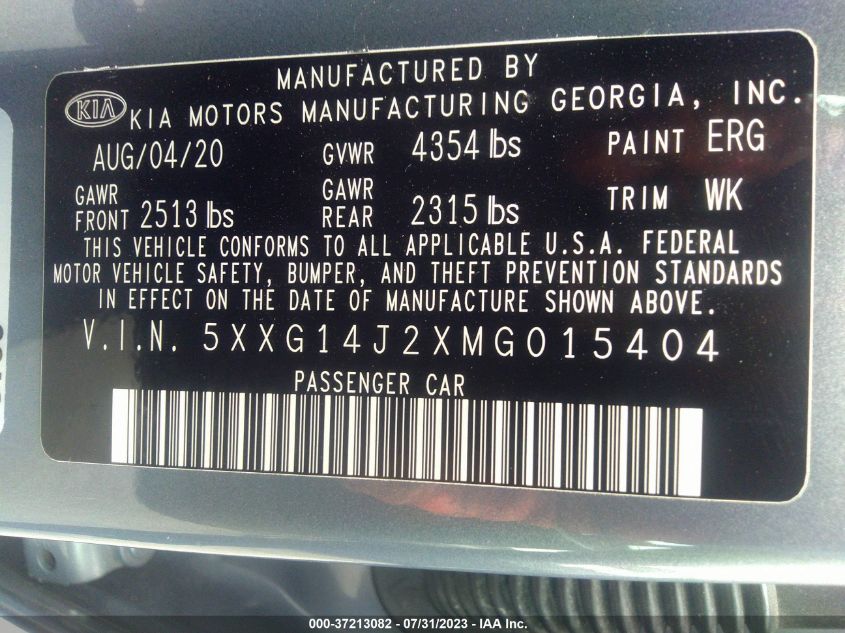 MANUFACTURED BY
KIA KIA MOTORS MANUFACTURING GEORGIA, INC.
AUG/04/20 GVWR 4354 lbs PAINT ERG
GAWR FRONT 2513 lbs GAWR REAR 2315 lbs TRIM WK
THIS VEHICLE CONFORMS TO ALL APPLICABLE U.S.A. FEDERAL
MOTOR VEHICLE SAFETY, BUMPER, AND THEFT PREVENTION STANDARDS
IN EFFECT ON THE DATE OF MANUFACTURE SHOWN ABOVE.
V.I.N. 5XXG14J2XMG015404
PASSENGER CAR
000-37213082 - 07/31/2023 - IAA Inc.